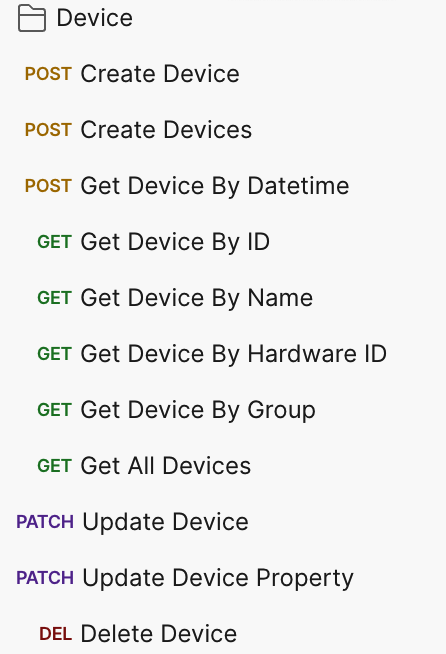 Device
POST Create Device
POST Create Devices
POST Get Device By Datetime
GET Get Device By ID
GET Get Device By Name
GET Get Device By Hardware ID
GET Get Device By Group
GET Get All Devices
PATCH Update Device
PATCH Update Device Property
DEL Delete Device